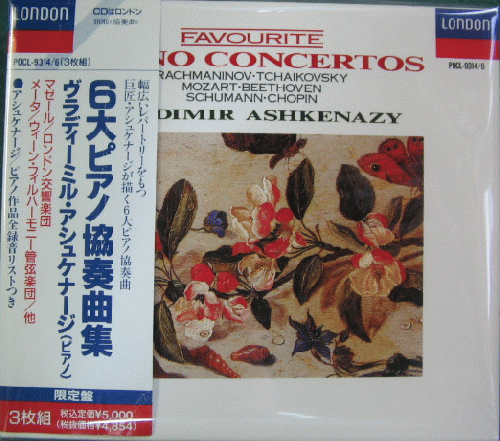 LONDON
CDはロンドン
POCL-9314/6(3枚組)
幅広いレパートリーをもつ
巨匠・アシュケナージが描く6大ピアノ協奏曲
6大ピアノ協奏曲集
ヴラディーミル・アシュケナージ(ピアノ)
マゼール/ロンドン交響楽団
メータ/ウィーン・フィルハーモニー管弦楽団/他
●アシュケナージ/ピアノ作品全録音リストつき
限定盤
3枚組
税込定価¥5,000
(税抜価格¥4,854)
FAVOURITE
NO CONCERTOS
RACHMANINOV·TCHAIKOVSKY
MOZART·BEETHOVEN
SCHUMANN·CHOPIN
DIMIR ASHKENAZY
LONDON
POCL-9314/6